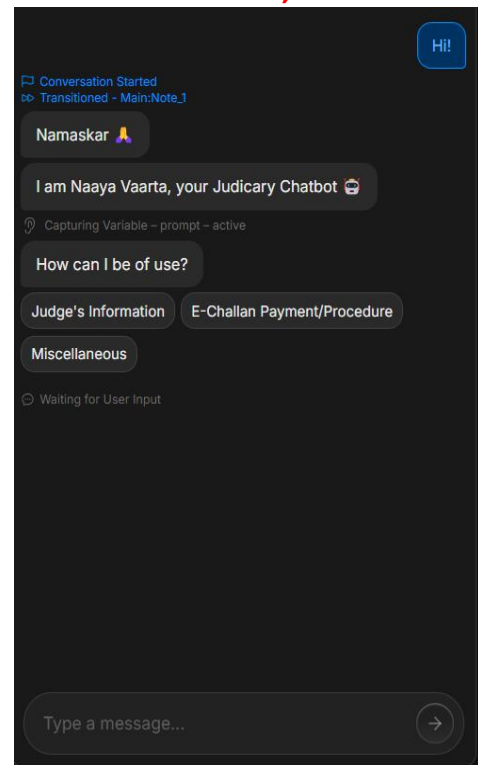 Hi!
Conversation Started
Transitioned - Main:Note_1
Namaskar 🙏
I am Naaya Vaarta, your Judicary Chatbot 🤖
Capturing Variable – prompt – active
How can I be of use?
Judge's Information E-Challan Payment/Procedure
Miscellaneous
Waiting for User Input
Type a message...